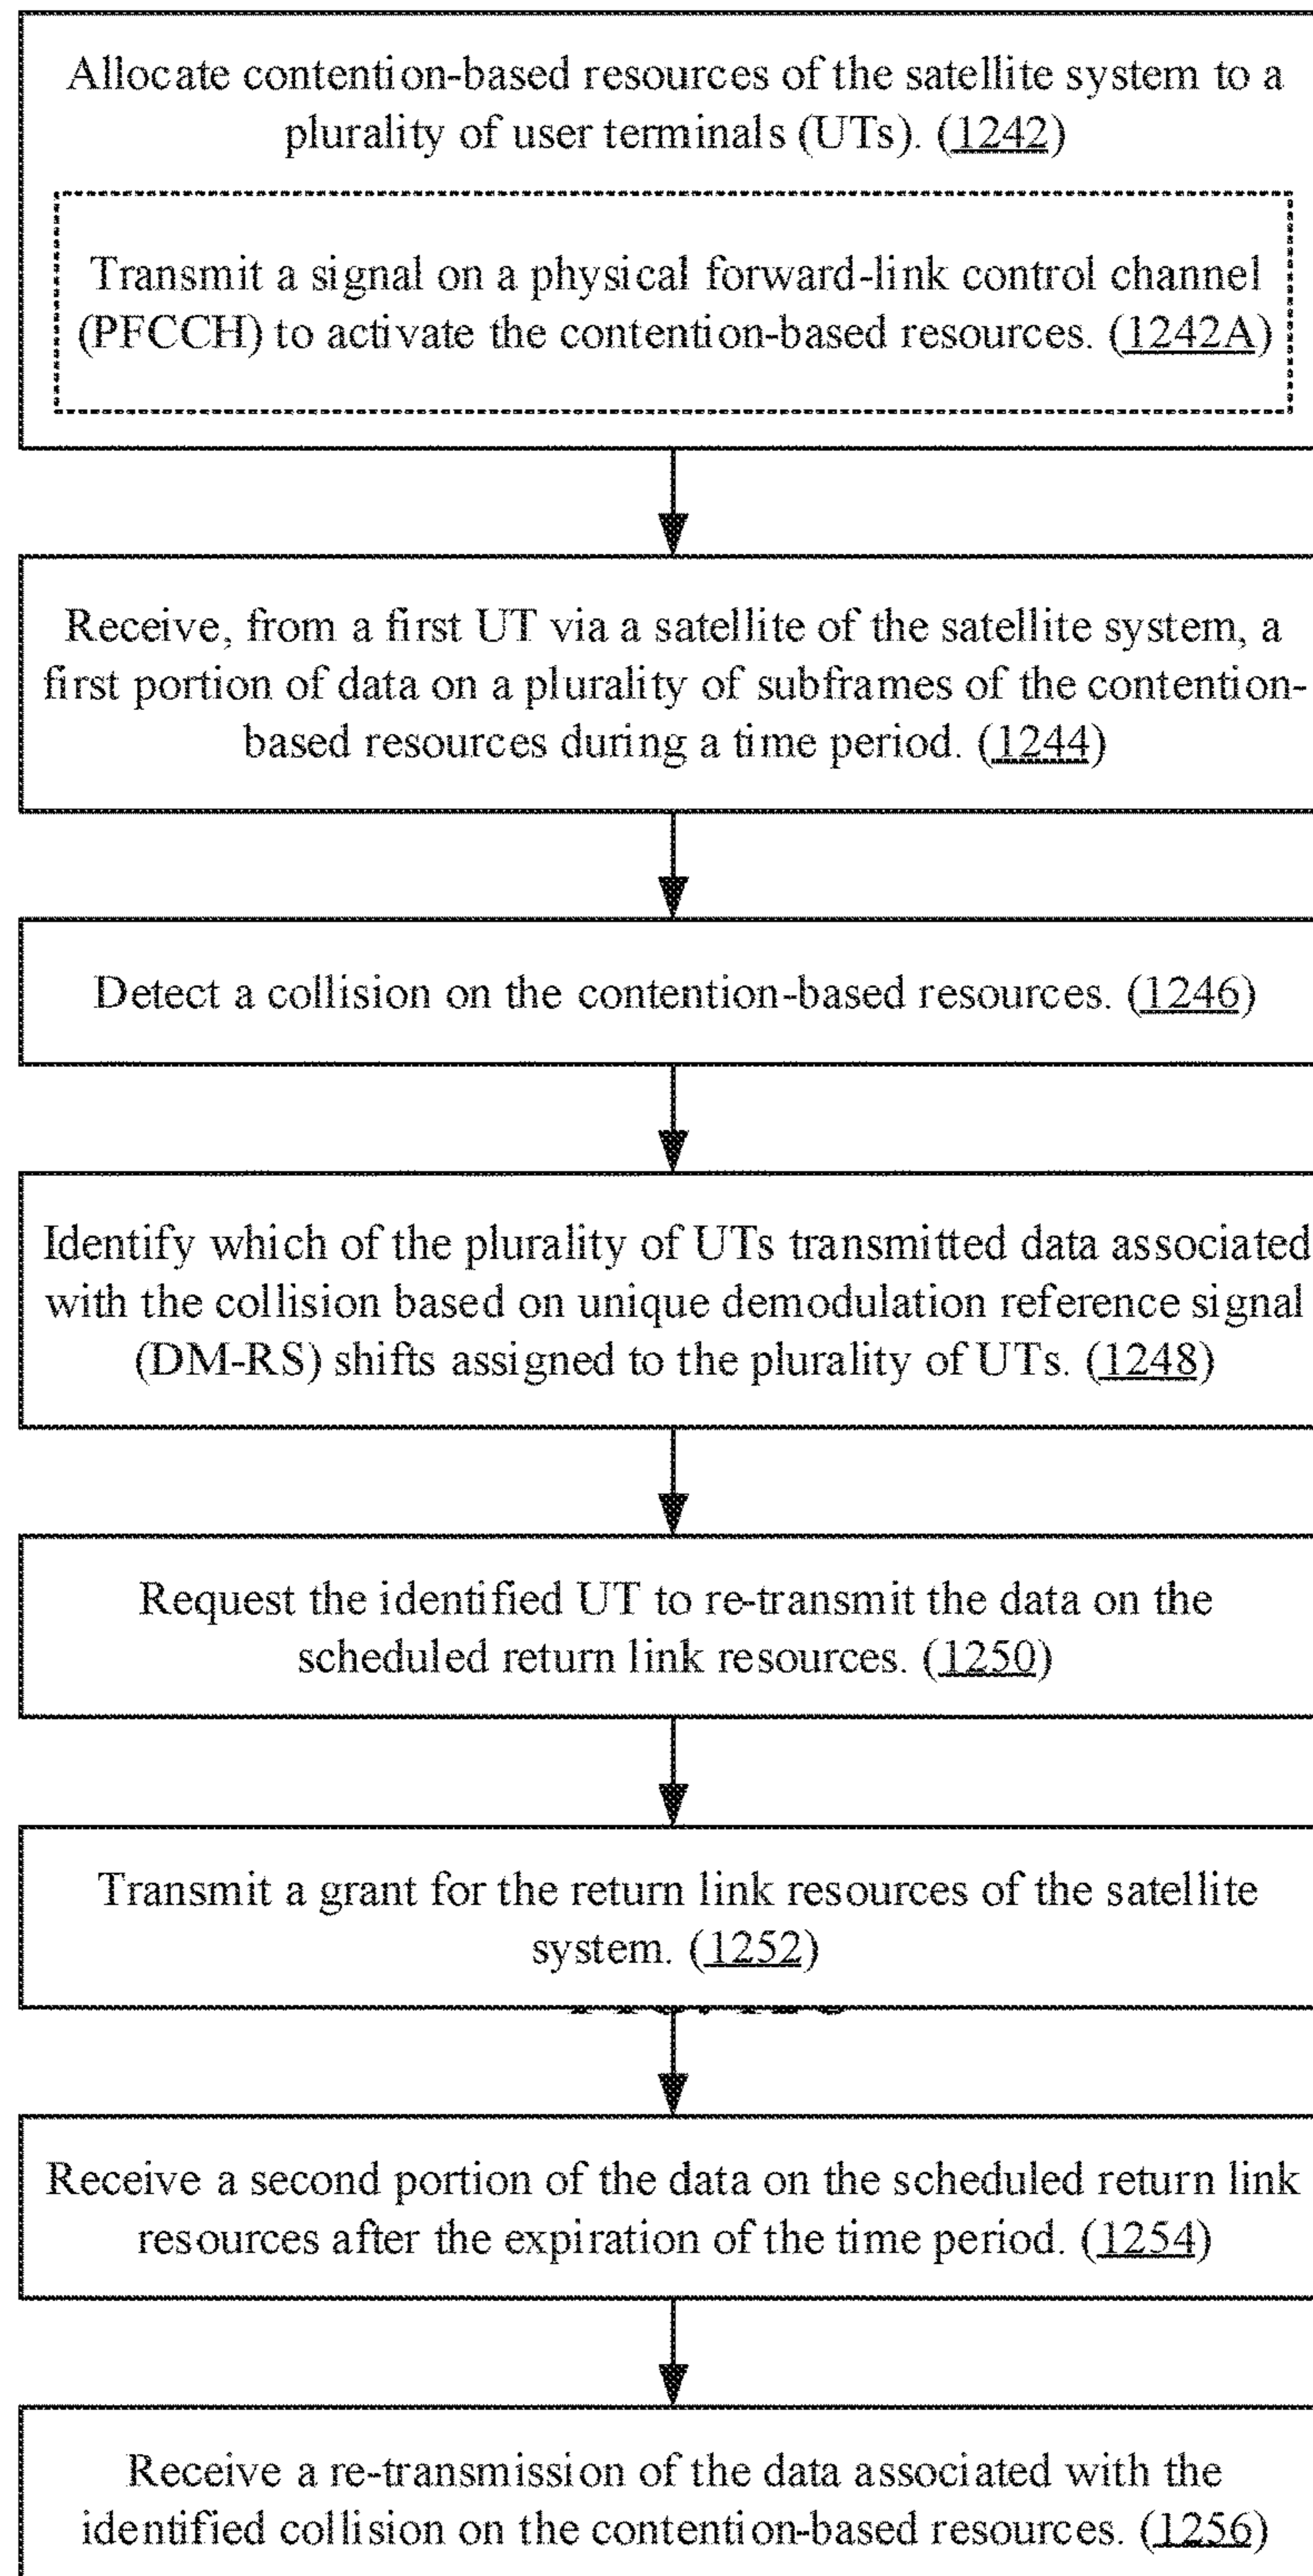 Allocate contention-based resources of the satellite system to a
plurality of user terminals (UTs). (1242)
Transmit a signal on a physical forward-link control channel
(PFCCH) to activate the contention-based resources. (1242A)
Receive, from a first UT via a satellite of the satellite system, a
first portion of data on a plurality of subframes of the contention-
based resources during a time period. (1244)
Detect a collision on the contention-based resources. (1246)
Identify which of the plurality of UTs transmitted data associated
with the collision based on unique demodulation reference signal
(DM-RS) shifts assigned to the plurality of UTs. (1248)
Request the identified UT to re-transmit the data on the
scheduled return link resources. (1250)
Transmit a grant for the return link resources of the satellite
system. (1252)
Receive a second portion of the data on the scheduled return link
resources after the expiration of the time period. (1254)
Receive a re-transmission of the data associated with the
identified collision on the contention-based resources. (1256)